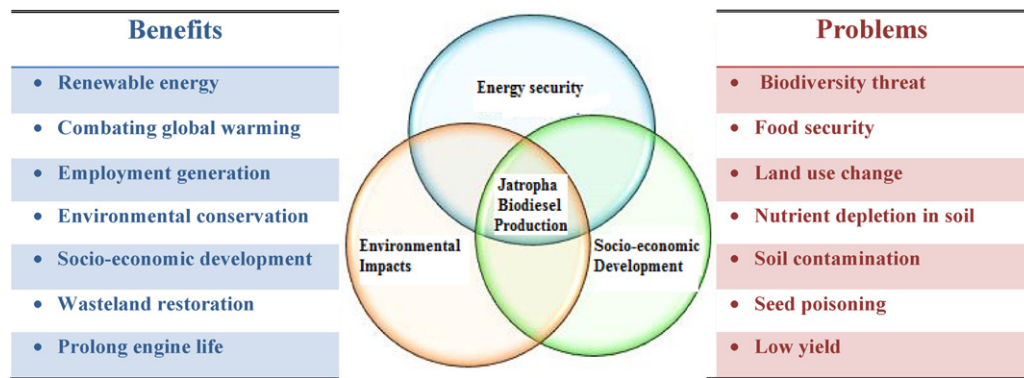 Benefits
• Renewable energy
• Combating global warming
• Employment generation
• Environmental conservation
• Socio-economic development
• Wasteland restoration
• Prolong engine life
Energy security
Jatropha
Biodiesel
Production
Environmental
Impacts
Socio-economic
Development
Problems
• Biodiversity threat
• Food security
• Land use change
• Nutrient depletion in soil
• Soil contamination
• Seed poisoning
• Low yield